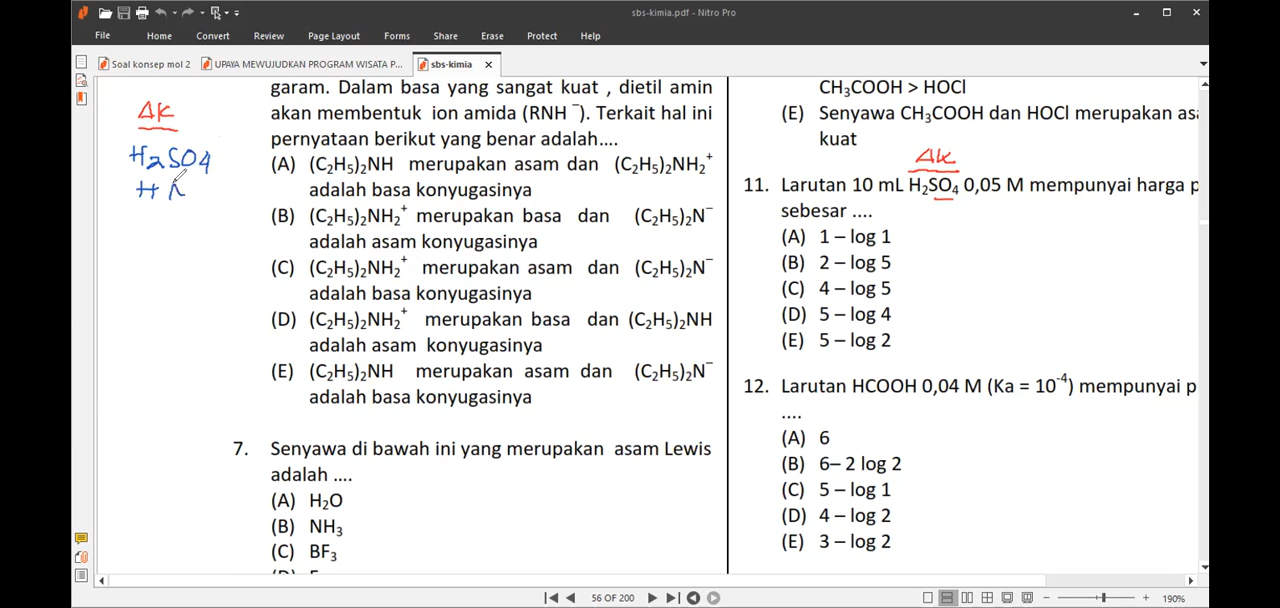 sbs-kimia.pdf - Nitro Pro
File Home Convert Review Page Layout Forms Share Erase Protect Help
Soal konsep mol 2
UPAYA MEWUJUDKAN PROGRAM WISATA P...
sbs-kimia
AK
H2SO4
H
garam. Dalam basa yang sangat kuat , dietil amin
akan membentuk ion amida (RNH ⁻). Terkait hal ini
pernyataan berikut yang benar adalah....
(A) (C₂H₅)₂NH merupakan asam dan (C₂H₅)₂NH₂⁺
adalah basa konyugasinya
(B) (C₂H₅)₂NH₂⁺ merupakan basa dan (C₂H₅)₂N⁻
adalah asam konyugasinya
(C) (C₂H₅)₂NH₂⁺ merupakan asam dan (C₂H₅)₂N⁻
adalah basa konyugasinya
(D) (C₂H₅)₂NH₂⁺ merupakan basa dan (C₂H₅)₂NH
adalah asam konyugasinya
(E) (C₂H₅)₂NH merupakan asam dan (C₂H₅)₂N⁻
adalah basa konyugasinya
7. Senyawa di bawah ini yang merupakan asam Lewis
adalah ....
(A) H₂O
(B) NH₃
(C) BF₃
CH₃COOH > HOCl
(E) Senyawa CH₃COOH dan HOCl merupakan asa
kuat
AK
11. Larutan 10 mL H₂SO₄ 0,05 M mempunyai harga p
sebesar ....
(A) 1 – log 1
(B) 2 – log 5
(C) 4 – log 5
(D) 5 – log 4
(E) 5 – log 2
12. Larutan HCOOH 0,04 M (Ka = 10⁻⁴) mempunyai p
....
(A) 6
(B) 6– 2 log 2
(C) 5 – log 1
(D) 4 – log 2
(E) 3 – log 2
56 OF 200
190%